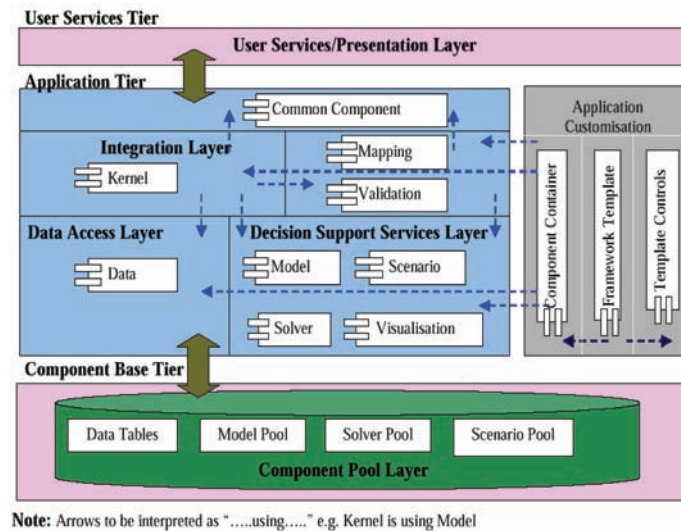 User Services Tier
User Services/Presentation Layer
Application Tier
Common Component
Application
Customisation
Integration Layer
Mapping
Kernel
Validation
Component Container
Framework Template
Template Controls
Data Access Layer
Decision Support Services Layer
Data
Model
Scenario
Solver
Visualisation
Component Base Tier
Data Tables
Model Pool
Solver Pool
Scenario Pool
Component Pool Layer
Note: Arrows to be interpreted as “.....using.....” e.g. Kernel is using Model